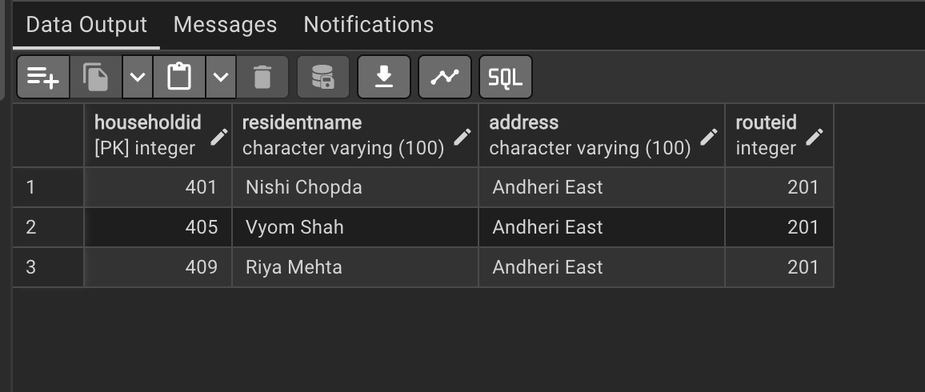 Data Output Messages Notifications
SQL
householdid residentname address routeid
[PK] integer character varying (100) character varying (100) integer
1 401 Nishi Chopda Andheri East 201
2 405 Vyom Shah Andheri East 201
3 409 Riya Mehta Andheri East 201